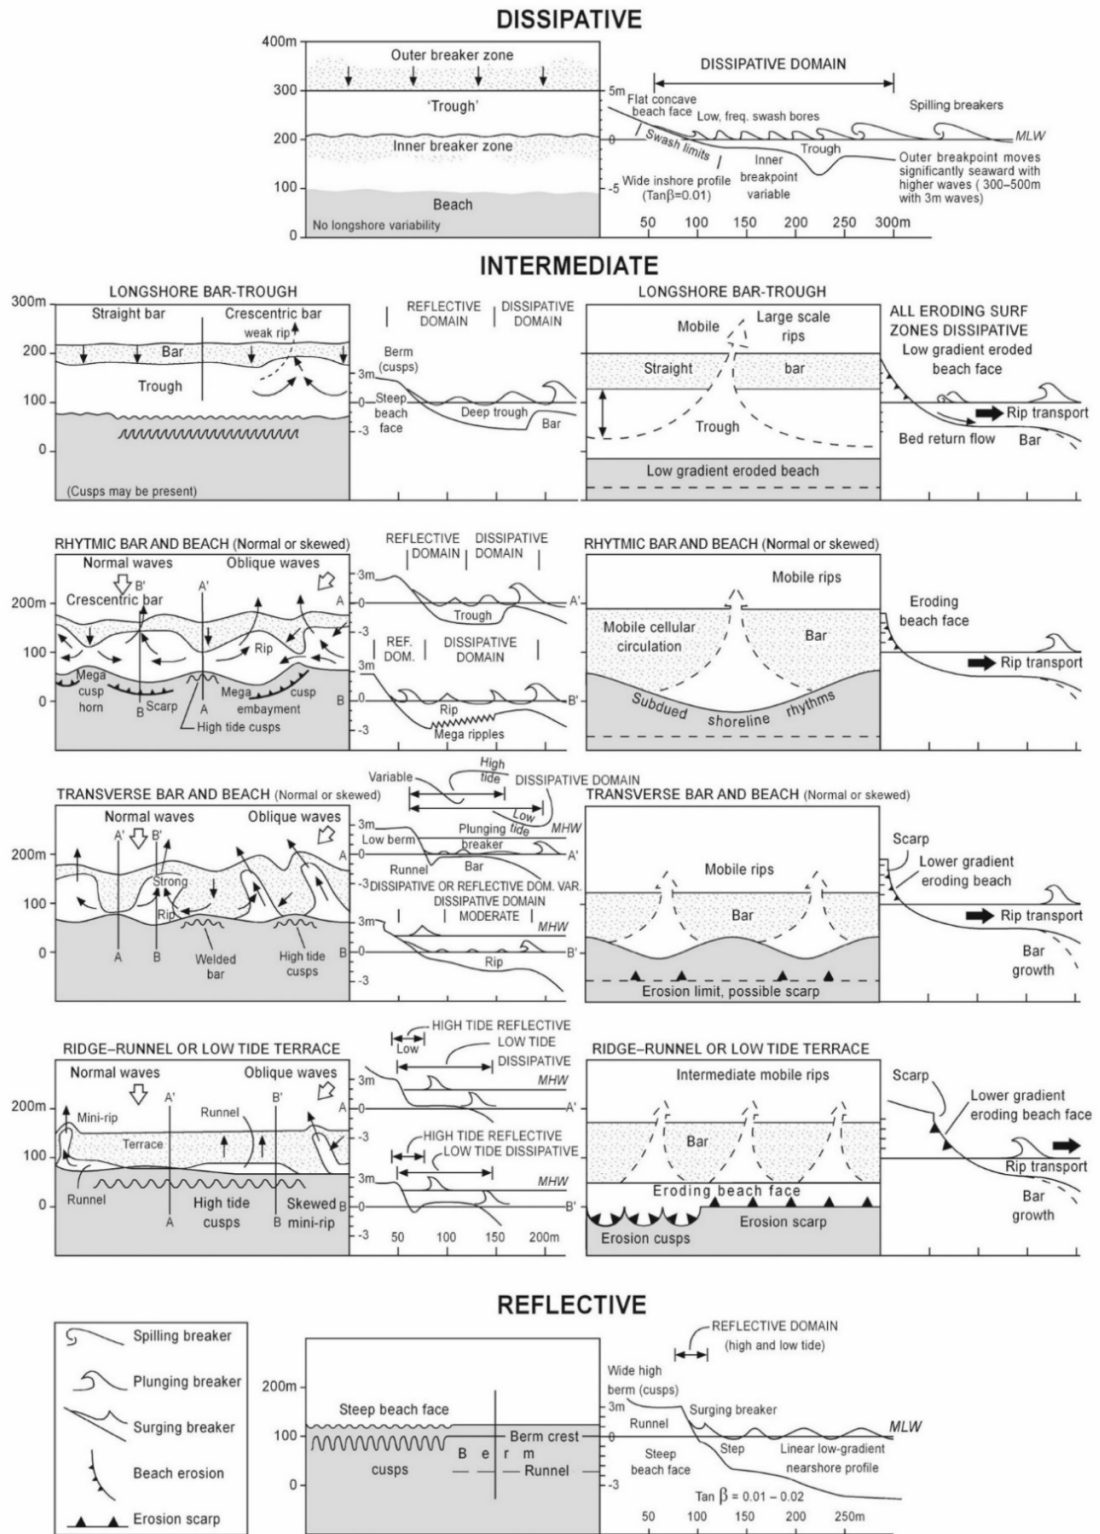 DISSIPATIVE
400m
300
200
100
0
Outer breaker zone
'Trough'
Inner breaker zone
Beach
No longshore variability
DISSIPATIVE DOMAIN
5m
0
-5
Flat concave
beach face
Low, freq. swash bores
Spilling breakers
MLW
Swash limits
Trough
Wide inshore profile
(Tanβ=0.01)
Inner
breakpoint
variable
Outer breakpoint moves
significantly seaward with
higher waves ( 300–500m
with 3m waves)
50 100 150 200 250 300m
INTERMEDIATE
LONGSHORE BAR-TROUGH
300m
200
100
0
Straight bar
Crescentric bar
weak rip
Bar
Trough
(Cusps may be present)
REFLECTIVE
DOMAIN
DISSIPATIVE
DOMAIN
Berm
(cusps)
3m
0
-3
Steep
beach
face
Deep trough
Bar
LONGSHORE BAR-TROUGH
Mobile
Large scale
rips
Straight
bar
Trough
Low gradient eroded beach
ALL ERODING SURF
ZONES DISSIPATIVE
Low gradient eroded
beach face
Rip transport
Bed return flow
Bar
RHYTMIC BAR AND BEACH (Normal or skewed)
200m
100
0
Normal waves
Oblique waves
B'
A'
Crescentric bar
Rip
Mega
cusp
horn
B
Scarp
A
Mega
embayment
cusp
High tide cusps
REFLECTIVE
DOMAIN
DISSIPATIVE
DOMAIN
3m
A
0
-3
A'
Trough
REF.
DOM.
DISSIPATIVE
DOMAIN
3m
B
0
-3
B'
Rip
Mega ripples
RHYTMIC BAR AND BEACH (Normal or skewed)
Mobile rips
Mobile cellular
circulation
Bar
Subdued shoreline rhythms
Eroding
beach face
Rip transport
TRANSVERSE BAR AND BEACH (Normal or skewed)
200m
100
0
Normal waves
Oblique waves
A'
B'
Strong
Rip
A
B
Welded
bar
High tide
cusps
Variable
High
tide
DISSIPATIVE DOMAIN
Low
tide
3m
A
0
-3
Low berm
Plunging
breaker
MHW
A'
Runnel
Bar
DISSIPATIVE OR REFLECTIVE DOM. VAR.
DISSIPATIVE DOMAIN
MODERATE
3m
B
0
-3
MHW
B'
Rip
TRANSVERSE BAR AND BEACH (Normal or skewed)
Mobile rips
Bar
Erosion limit, possible scarp
Scarp
Lower gradient
eroding beach
Rip transport
Bar
growth
RIDGE–RUNNEL OR LOW TIDE TERRACE
200m
100
0
Normal waves
Oblique waves
A'
B'
Mini-rip
Runnel
Terrace
Runnel
High tide
cusps
Skewed
mini-rip
A
B
HIGH TIDE REFLECTIVE
Low
LOW TIDE
DISSIPATIVE
3m
A
0
-3
MHW
A'
HIGH TIDE REFLECTIVE
LOW TIDE DISSIPATIVE
3m
B
0
-3
MHW
B'
50 100 150 200m
RIDGE–RUNNEL OR LOW TIDE TERRACE
Intermediate mobile rips
Bar
Eroding beach face
Erosion scarp
Erosion cusps
Scarp
Lower gradient
eroding beach face
Rip transport
Bar
growth
REFLECTIVE
Spilling breaker
Plunging breaker
Surging breaker
Beach erosion
Erosion scarp
200m
100
0
Steep beach face
Berm crest
Berm
cusps
Runnel
REFLECTIVE DOMAIN
(high and low tide)
Wide high
berm (cusps)
3m
0
-3
Surging breaker
Runnel
MLW
Steep
beach face
Step
Linear low-gradient
nearshore profile
Tan β = 0.01 – 0.02
50 100 150 200 250m